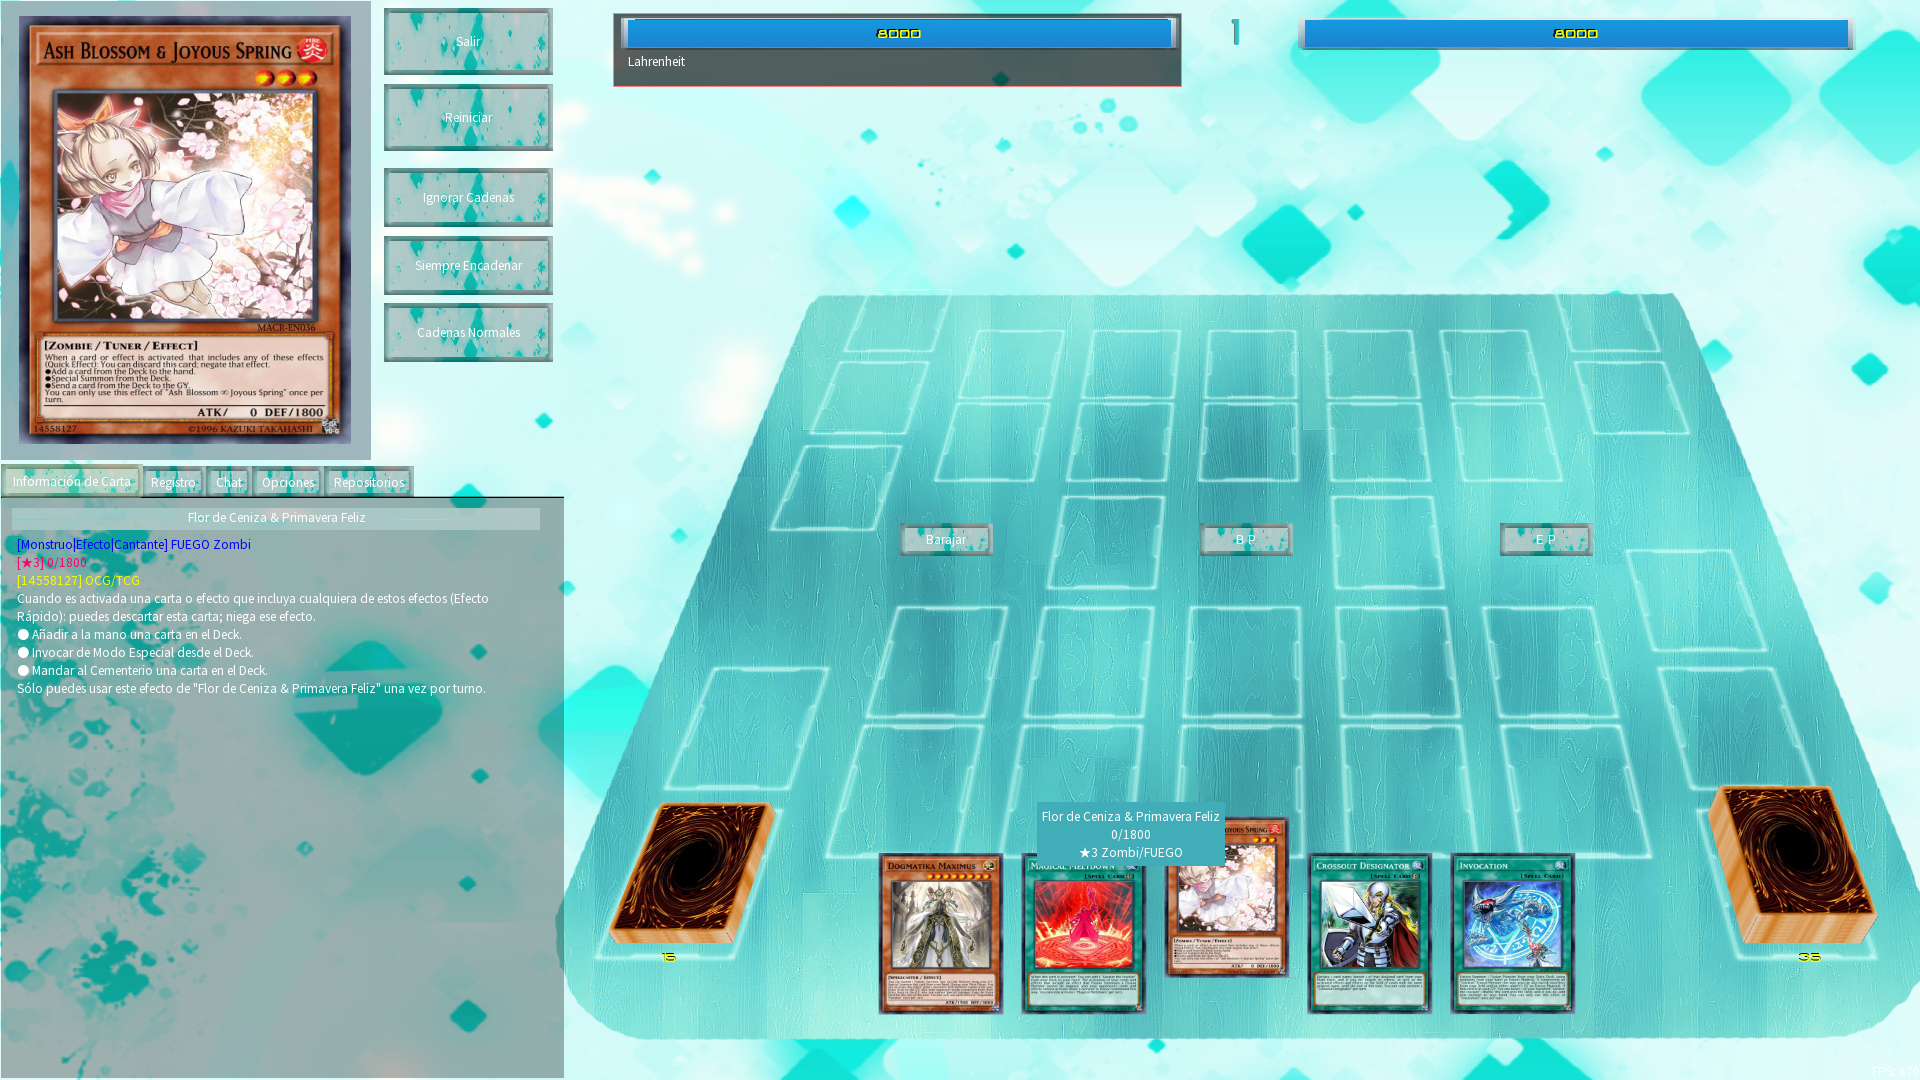 ASH BLOSSOM & JOYOUS SPRING
MACR-EN036
[ZOMBIE / TUNER / EFFECT]
When a card or effect is activated that includes any of these effects
(Quick Effect): You can discard this card; negate that effect.
●Add a card from the Deck to the hand.
●Special Summon from the Deck.
●Send a card from the Deck to the GY.
You can only use this effect of "Ash Blossom & Joyous Spring" once per
turn.
ATK/ 0 DEF/1800
14558127
©1996 KAZUKI TAKAHASHI
Salir
Reiniciar
Ignorar Cadenas
Siempre Encadenar
Cadenas Normales
8000
Lahrenheit
1
8000
Información de Carta
Registro
Chat
Opciones
Repositorios
Flor de Ceniza & Primavera Feliz
[Monstruo|Efecto|Cantante] FUEGO Zombi
[★3] 0/1800
[14558127] OCG/TCG
Cuando es activada una carta o efecto que incluya cualquiera de estos efectos (Efecto
Rápido): puedes descartar esta carta; niega ese efecto.
● Añadir a la mano una carta en el Deck.
● Invocar de Modo Especial desde el Deck.
● Mandar al Cementerio una carta en el Deck.
Sólo puedes usar este efecto de "Flor de Ceniza & Primavera Feliz" una vez por turno.
Barajar
B P
E P
Flor de Ceniza & Primavera Feliz
0/1800
★3 Zombi/FUEGO
DOGMATIKA MAXIMUS
MAGICAL MELTDOWN
[SPELL CARD]
JOYOUS SPRING
CROSSOUT DESIGNATOR
[SPELL CARD]
INVOCATION
[SPELL CARD]
15
35